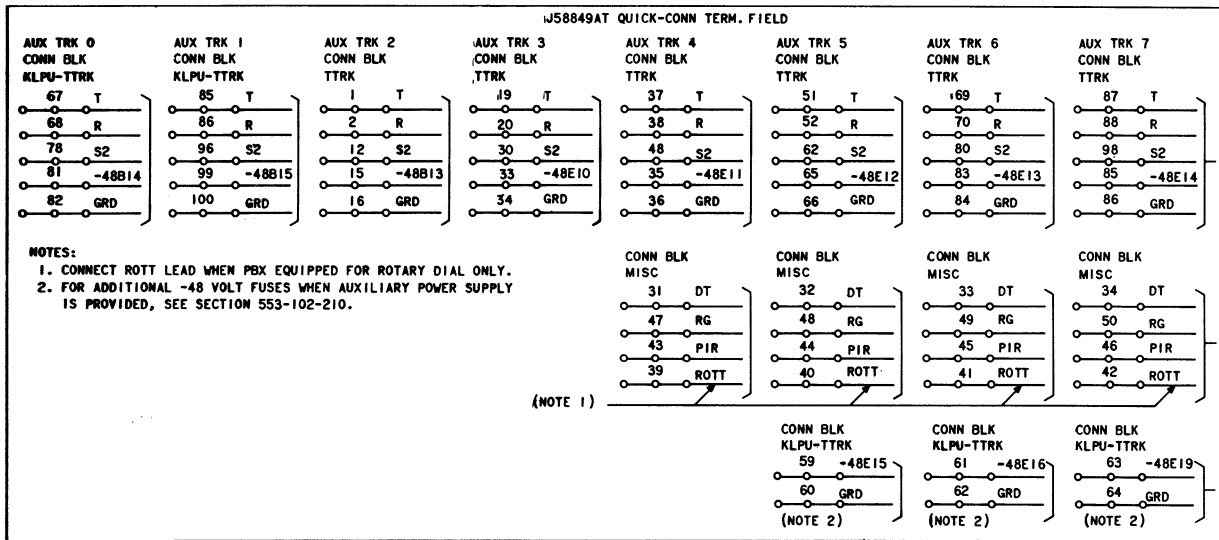 J58849AT QUICK-CONN TERM. FIELD
AUX TRK 0
CONN BLK
KLPU-TTRK
67 T
68 R
78 S2
81 -48B14
82 GRD
AUX TRK 1
CONN BLK
KLPU-TTRK
85 T
86 R
96 S2
99 -48B15
100 GRD
AUX TRK 2
CONN BLK
TTRK
1 T
2 R
12 S2
15 -48B13
16 GRD
AUX TRK 3
CONN BLK
TTRK
19 T
20 R
30 S2
33 -48E10
34 GRD
AUX TRK 4
CONN BLK
TTRK
37 T
38 R
48 S2
35 -48E11
36 GRD
AUX TRK 5
CONN BLK
TTRK
51 T
52 R
62 S2
65 -48E12
66 GRD
AUX TRK 6
CONN BLK
TTRK
69 T
70 R
80 S2
83 -48E13
84 GRD
AUX TRK 7
CONN BLK
TTRK
87 T
88 R
98 S2
85 -48E14
86 GRD
NOTES:
1. CONNECT ROTT LEAD WHEN PBX EQUIPPED FOR ROTARY DIAL ONLY.
2. FOR ADDITIONAL -48 VOLT FUSES WHEN AUXILIARY POWER SUPPLY
IS PROVIDED, SEE SECTION 553-102-210.
CONN BLK
MISC
31 DT
47 RG
43 PIR
39 ROTT
CONN BLK
MISC
32 DT
48 RG
44 PIR
40 ROTT
CONN BLK
MISC
33 DT
49 RG
45 PIR
41 ROTT
CONN BLK
MISC
34 DT
50 RG
46 PIR
42 ROTT
(NOTE 1)
CONN BLK
KLPU-TTRK
59 -48E15
60 GRD
(NOTE 2)
CONN BLK
KLPU-TTRK
61 -48E16
62 GRD
(NOTE 2)
CONN BLK
KLPU-TTRK
63 -48E19
64 GRD
(NOTE 2)